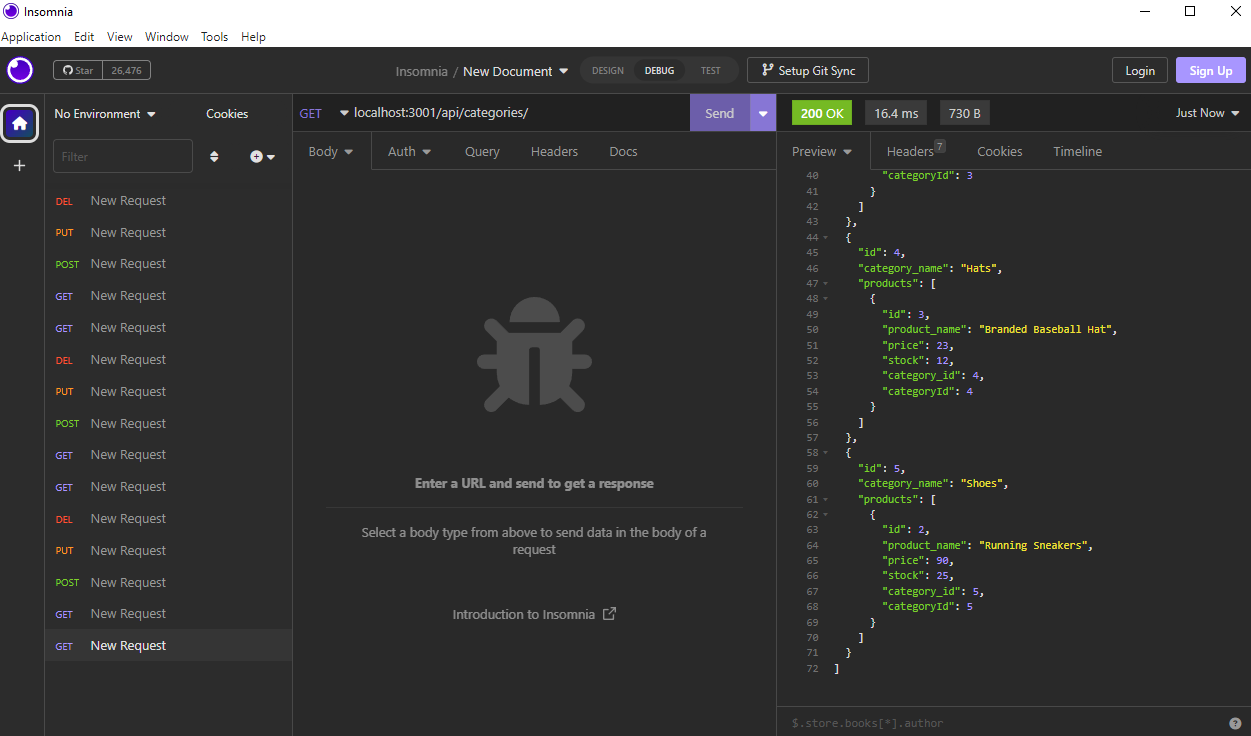 Insomnia
Application Edit View Window Tools Help
Star 26,476
Insomnia / New Document
DESIGN DEBUG TEST
Setup Git Sync
Login
Sign Up
No Environment
Cookies
Filter
DEL New Request
PUT New Request
POST New Request
GET New Request
GET New Request
DEL New Request
PUT New Request
POST New Request
GET New Request
GET New Request
DEL New Request
PUT New Request
POST New Request
GET New Request
GET New Request
GET localhost:3001/api/categories/
Send
Body Auth Query Headers Docs
Enter a URL and send to get a response
Select a body type from above to send data in the body of a
request
Introduction to Insomnia
200 OK 16.4 ms 730 B Just Now
Preview Headers 7 Cookies Timeline
40 "categoryId": 3
41 }
42 ]
43 },
44 {
45 "id": 4,
46 "category_name": "Hats",
47 "products": [
48 {
49 "id": 3,
50 "product_name": "Branded Baseball Hat",
51 "price": 23,
52 "stock": 12,
53 "category_id": 4,
54 "categoryId": 4
55 }
56 ]
57 },
58 {
59 "id": 5,
60 "category_name": "Shoes",
61 "products": [
62 {
63 "id": 2,
64 "product_name": "Running Sneakers",
65 "price": 90,
66 "stock": 25,
67 "category_id": 5,
68 "categoryId": 5
69 }
70 ]
71 }
72 ]
$.store.books[*].author
?